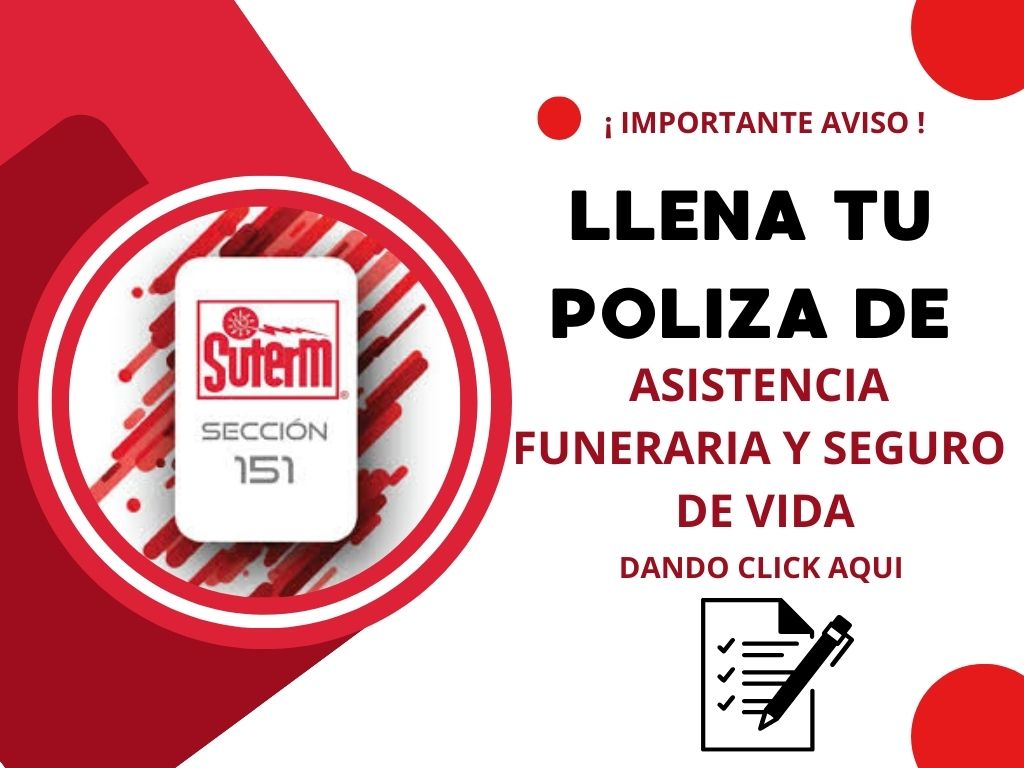 ¡ IMPORTANTE AVISO !
LLENA TU
POLIZA DE
ASISTENCIA
FUNERARIA Y SEGURO
DE VIDA
DANDO CLICK AQUI
Suterm
®
SECCIÓN
151